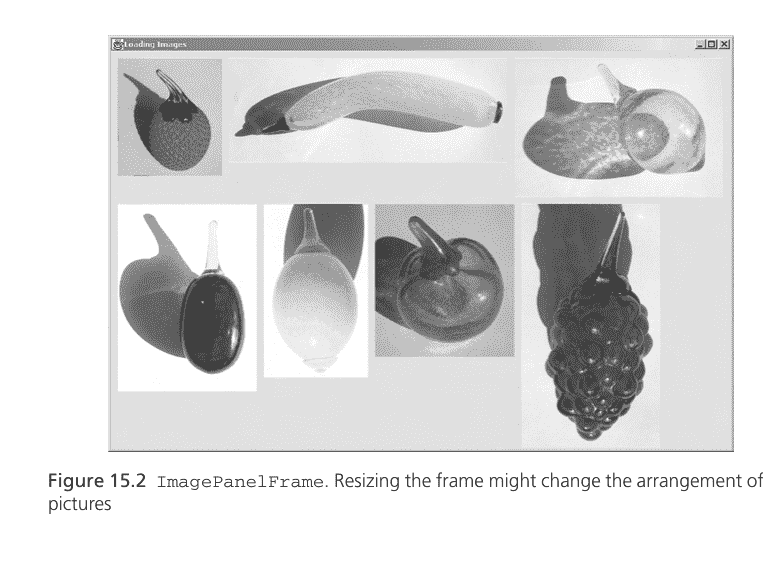 Loading Images
Figure 15.2 ImagePanelFrame. Resizing the frame might change the arrangement of
pictures